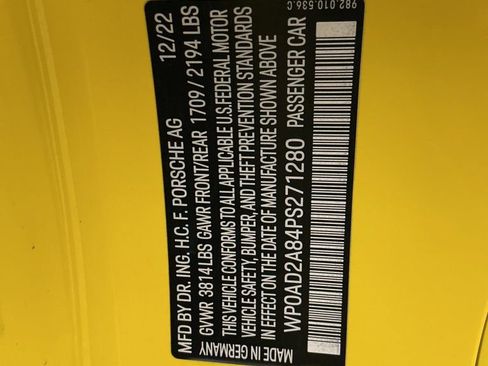 MFD BY DR. ING. H.C. F. PORSCHE AG 12/22
GVWR 3814 LBS GAWR FRONT/REAR 1709 / 2194 LBS
THIS VEHICLE CONFORMS TO ALL APPLICABLE U.S. FEDERAL MOTOR
VEHICLE SAFETY, BUMPER, AND THEFT PREVENTION STANDARDS
IN EFFECT ON THE DATE OF MANUFACTURE SHOWN ABOVE
WP0AD2A84PS271280 PASSENGER CAR
MADE IN GERMANY
982.010.536.C